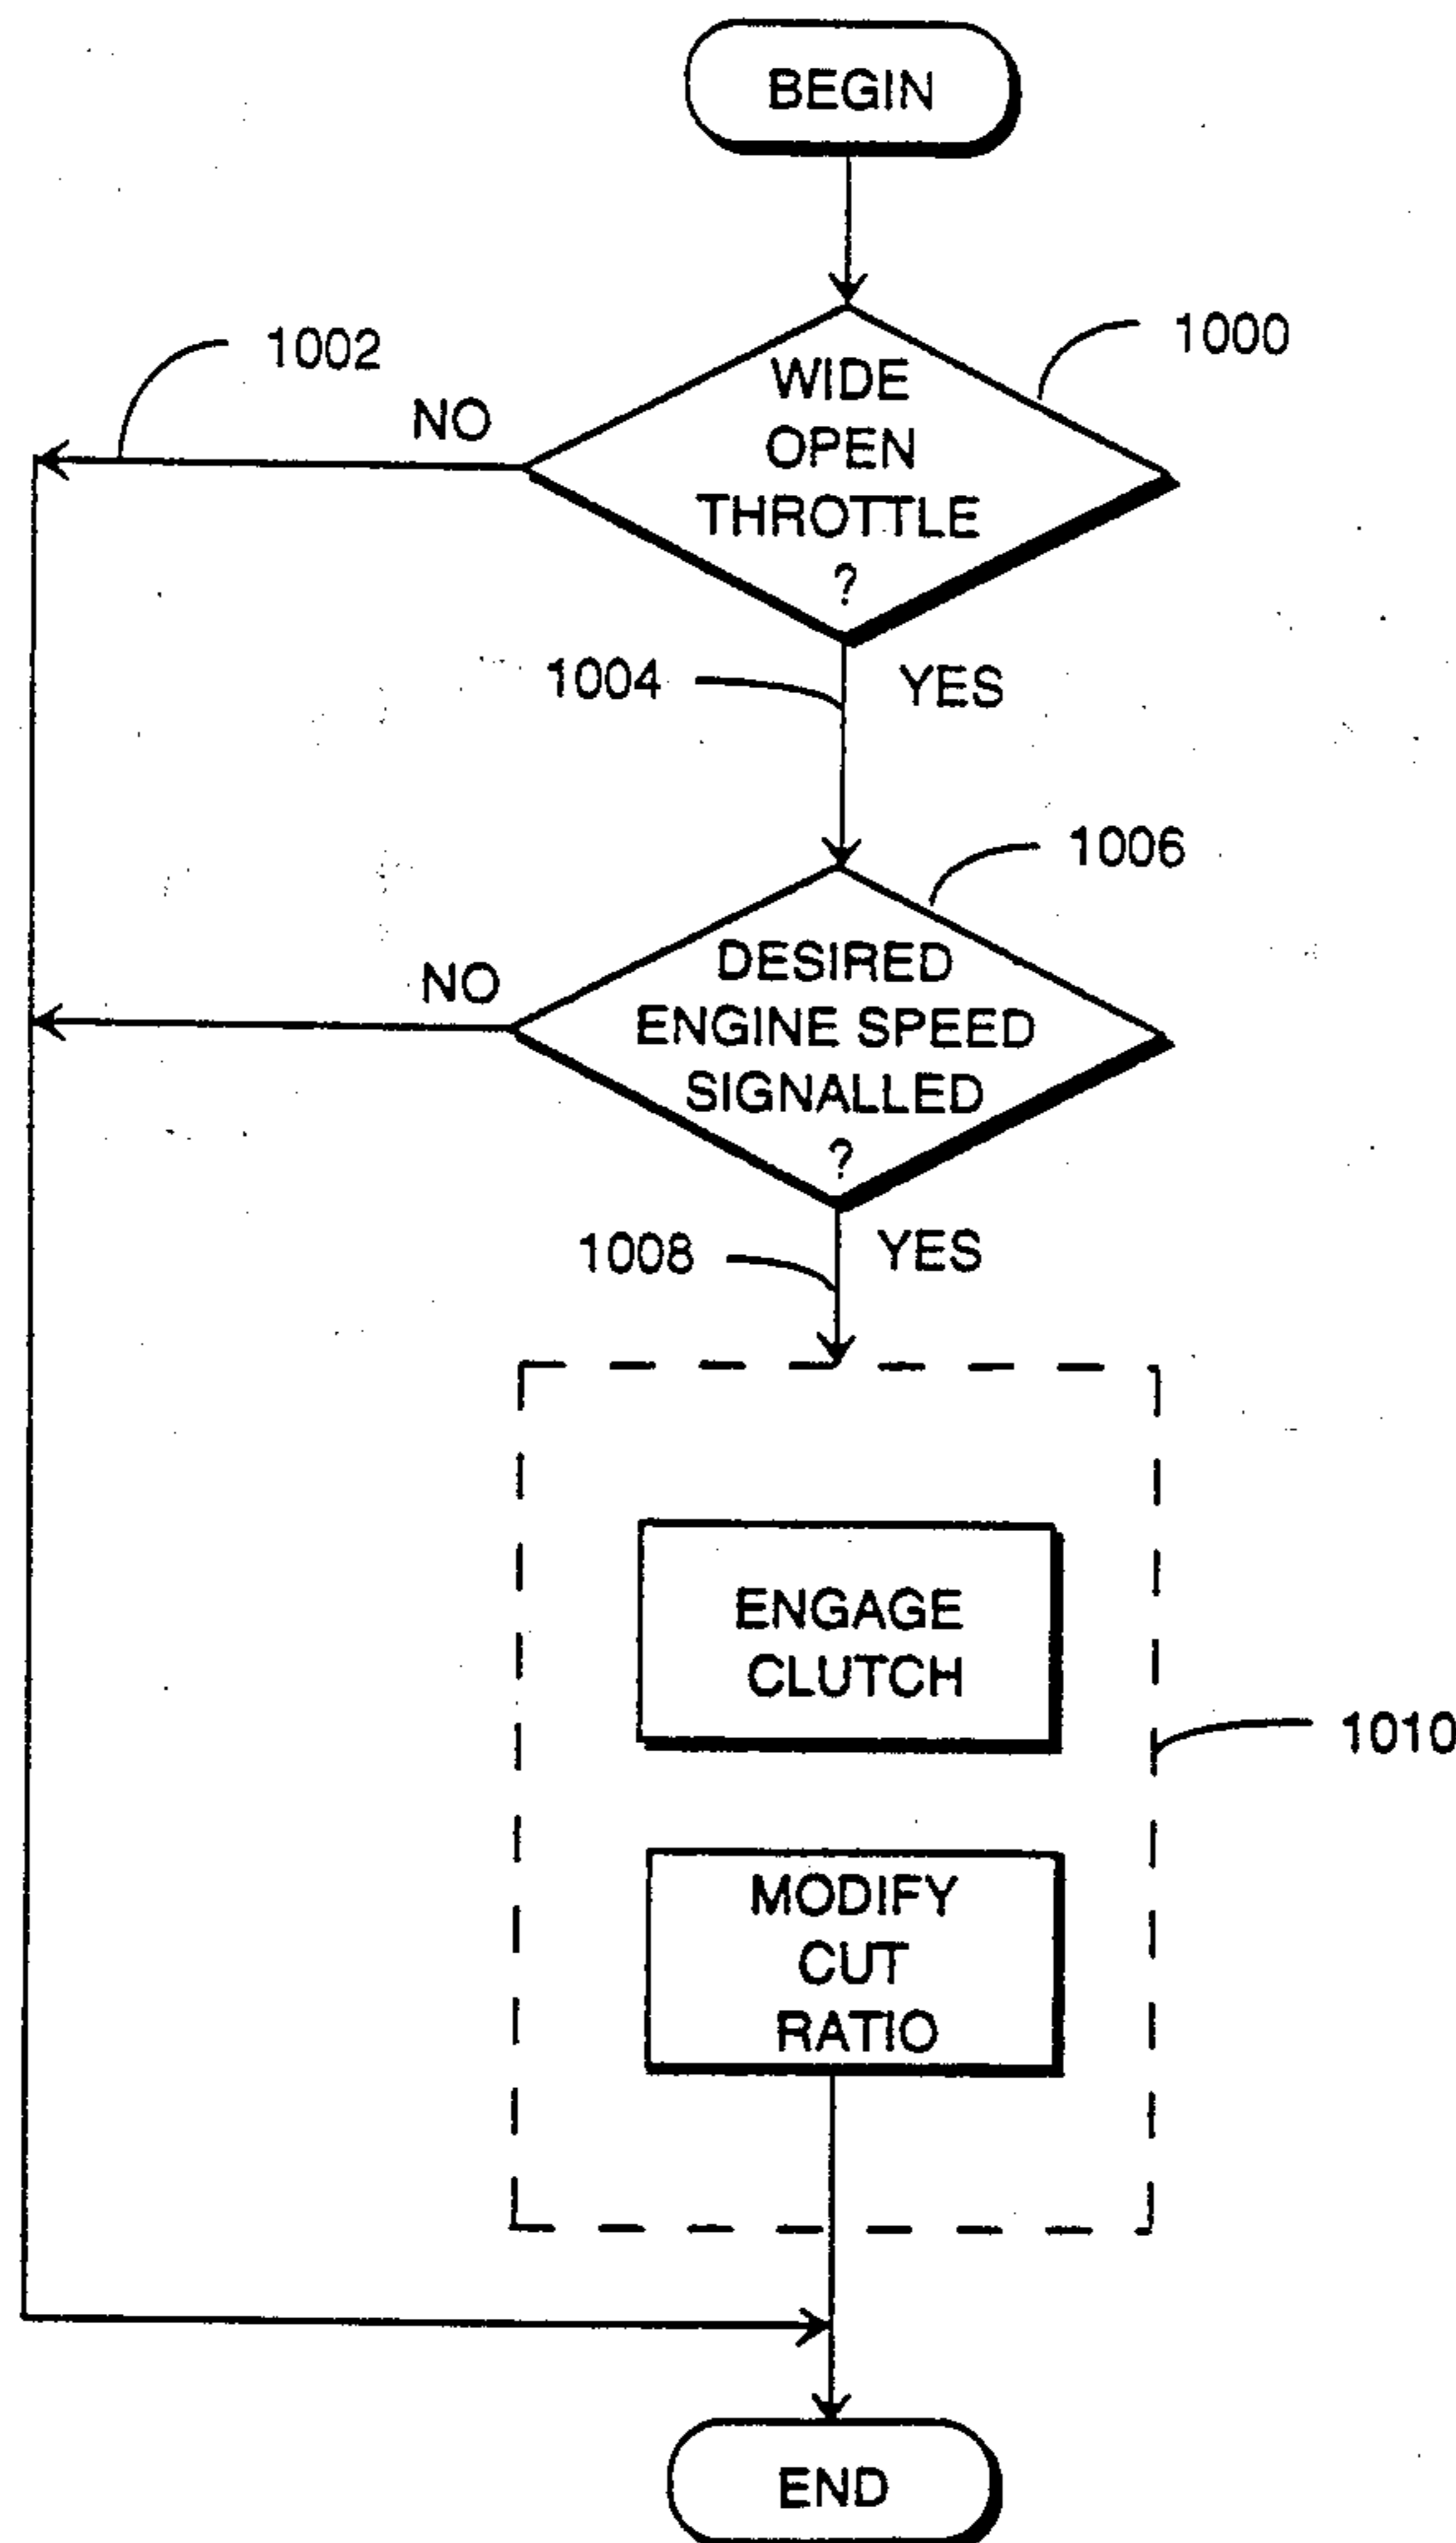 BEGIN
1000
1002
WIDE
OPEN
THROTTLE
?
NO
1004
YES
1006
DESIRED
ENGINE SPEED
SIGNALLED
?
NO
1008
YES
ENGAGE
CLUTCH
1010
MODIFY
CUT
RATIO
END